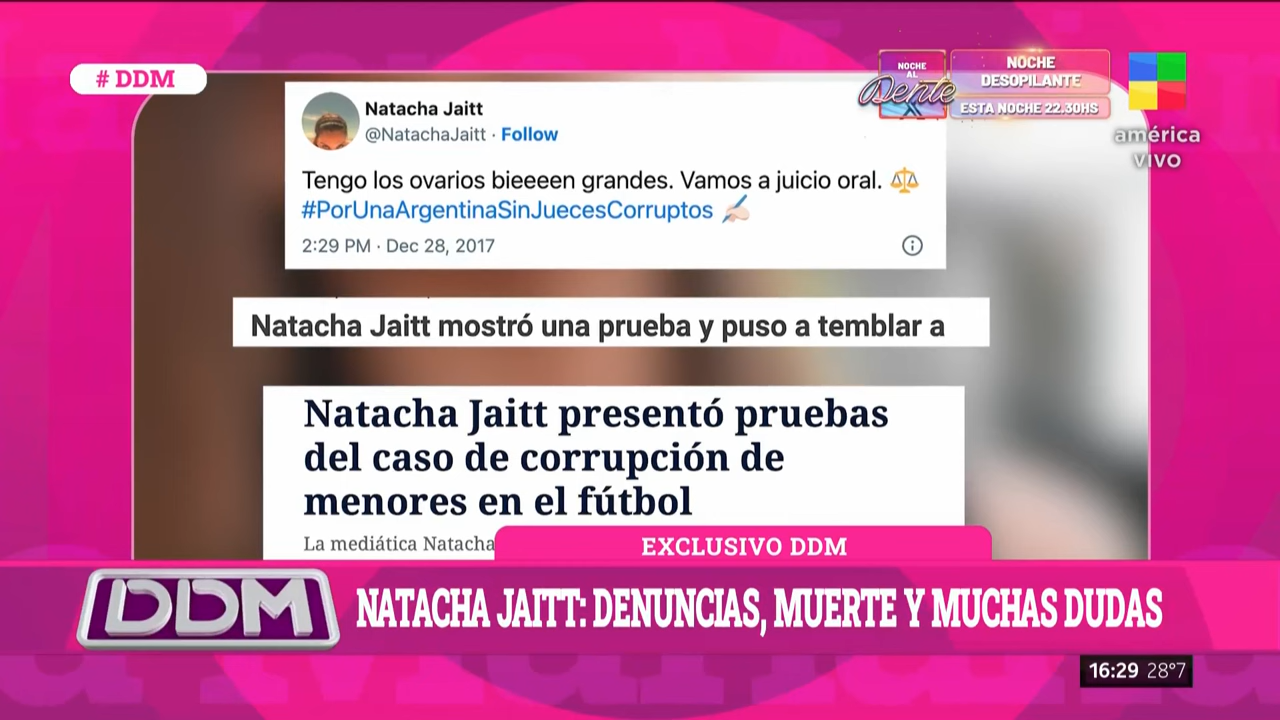 # DDM
NOCHE
AL
Dente
NOCHE
DESOPILANTE
ESTA NOCHE 22.30HS
américa
VIVO
Natacha Jaitt
@NatachaJaitt · Follow
Tengo los ovarios bieeeen grandes. Vamos a juicio oral. ⚖️
#PorUnaArgentinaSinJuecesCorruptos ✍🏻
2:29 PM · Dec 28, 2017
Natacha Jaitt mostró una prueba y puso a temblar a
Natacha Jaitt presentó pruebas
del caso de corrupción de
menores en el fútbol
La mediática Natacha
EXCLUSIVO DDM
DDM
NATACHA JAITT: DENUNCIAS, MUERTE Y MUCHAS DUDAS
16:29 28°7